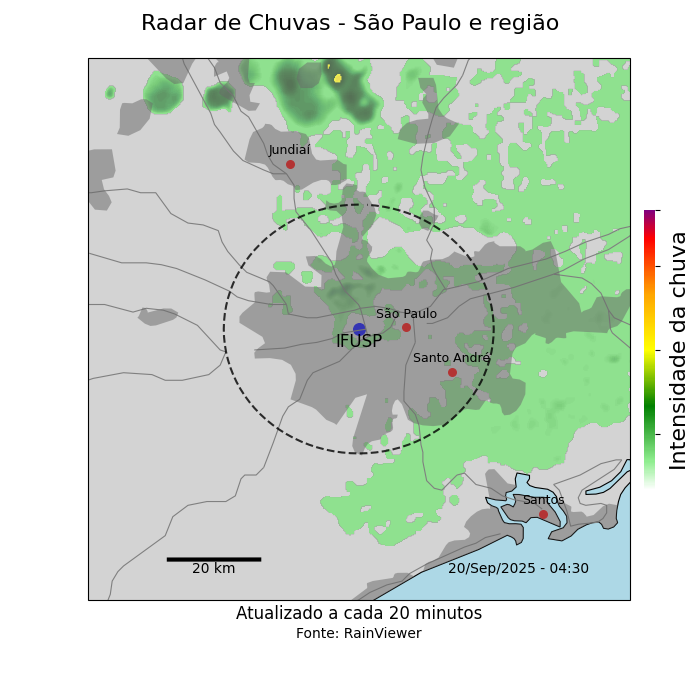 Radar de Chuvas - São Paulo e região
Jundiaí
São Paulo
IFUSP
Santo André
Santos
20 km
20/Sep/2025 - 04:30
Intensidade da chuva
Atualizado a cada 20 minutos
Fonte: RainViewer